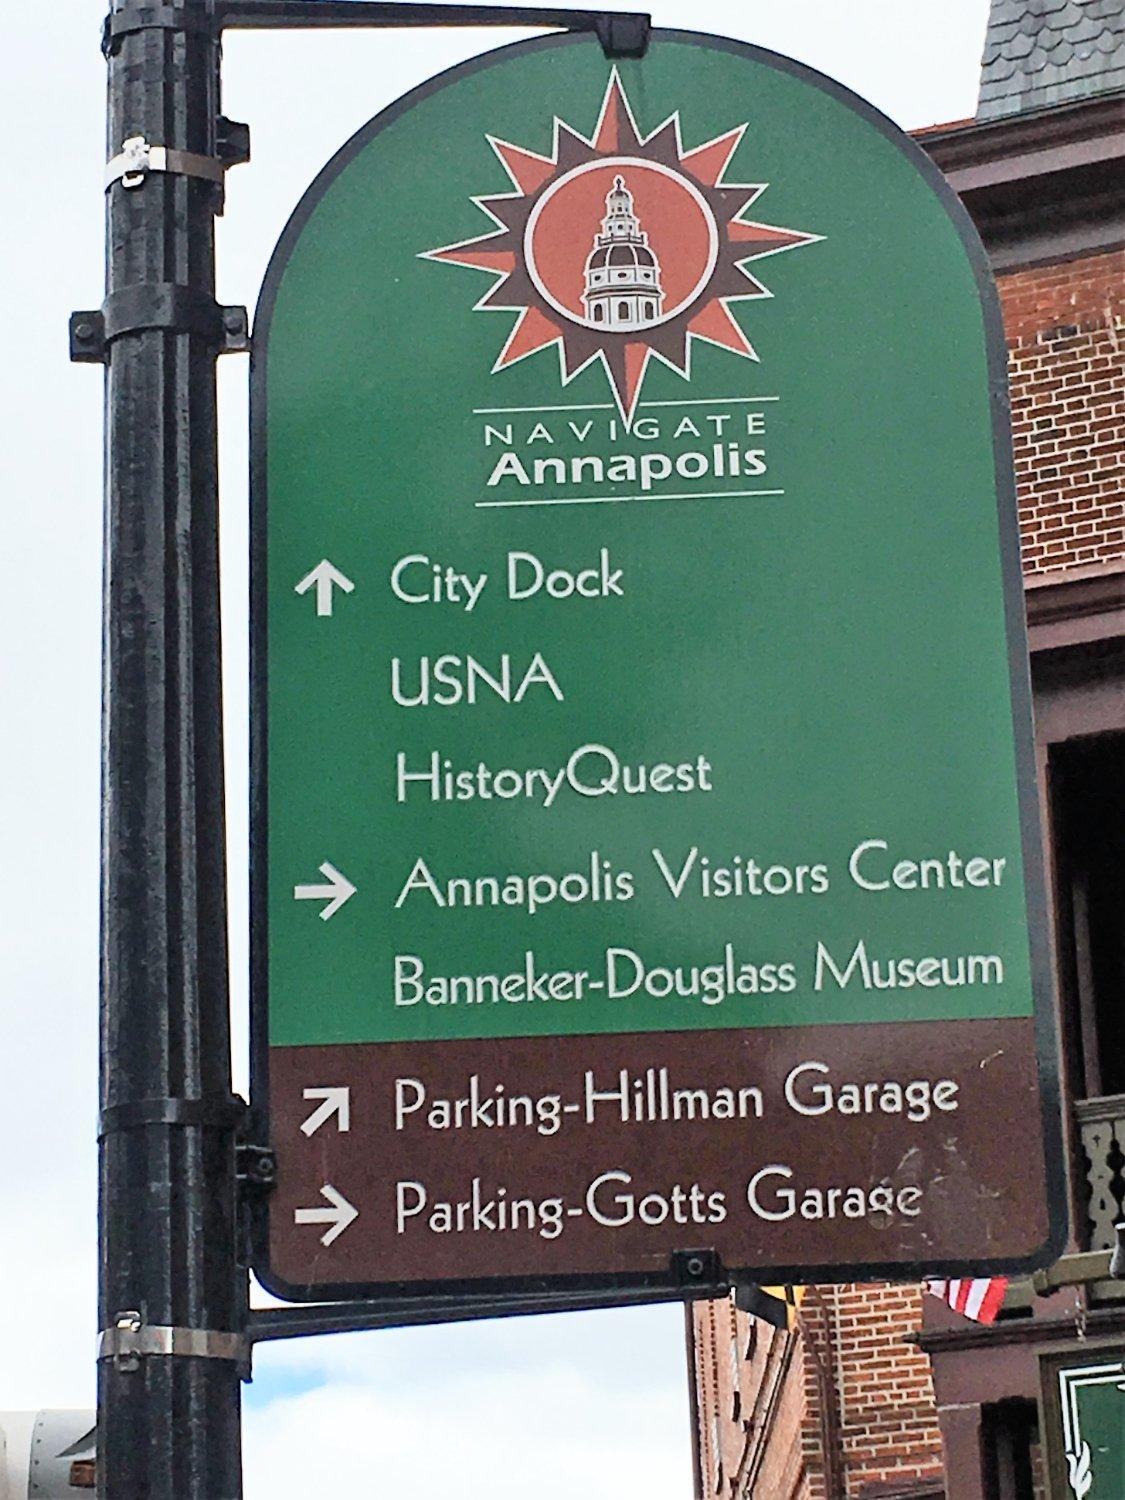 NAVIGATE
Annapolis
City Dock
USNA
HistoryQuest
Annapolis Visitors Center
Banneker-Douglass Museum
Parking-Hillman Garage
Parking-Gotts Garage